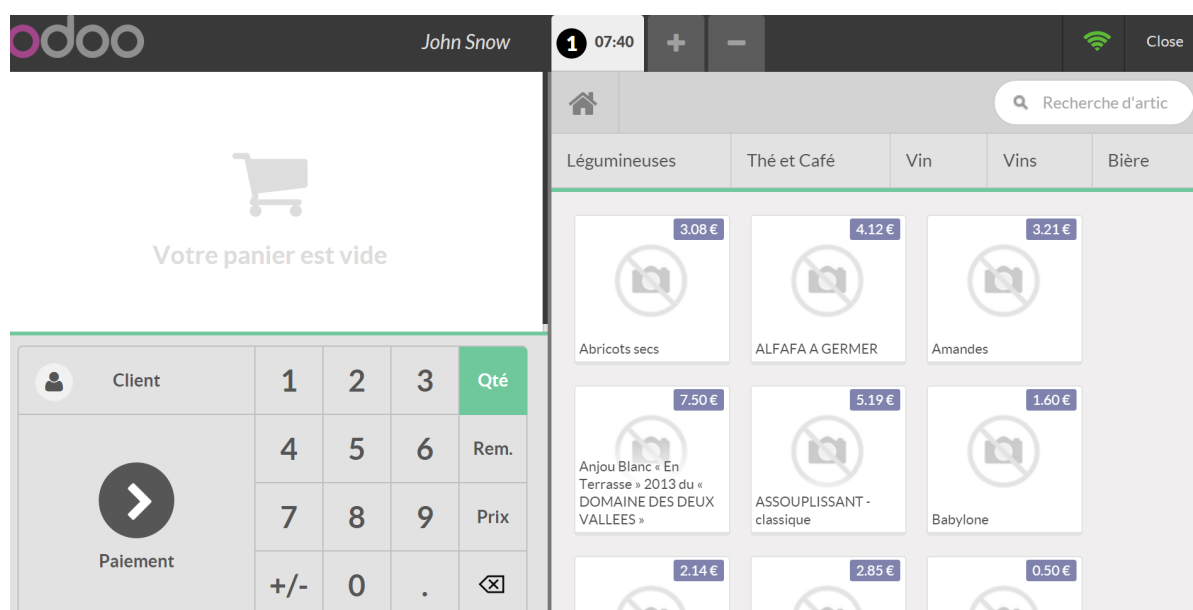 odoo
John Snow
1 07:40 + −
Close
Recherche d'artic
Légumineuses Thé et Café Vin Vins Bière
Votre panier est vide
3.08 €
Abricots secs
4.12 €
ALFAFA A GERMER
3.21 €
Amandes
7.50 €
Anjou Blanc « En
Terrasse » 2013 du «
DOMAINE DES DEUX
VALLEES »
5.19 €
ASSOUPLISSANT -
classique
1.60 €
Babylone
2.14 €
2.85 €
0.50 €
Client
1 2 3 Qté
4 5 6 Rem.
7 8 9 Prix
Paiement
+/- 0 .